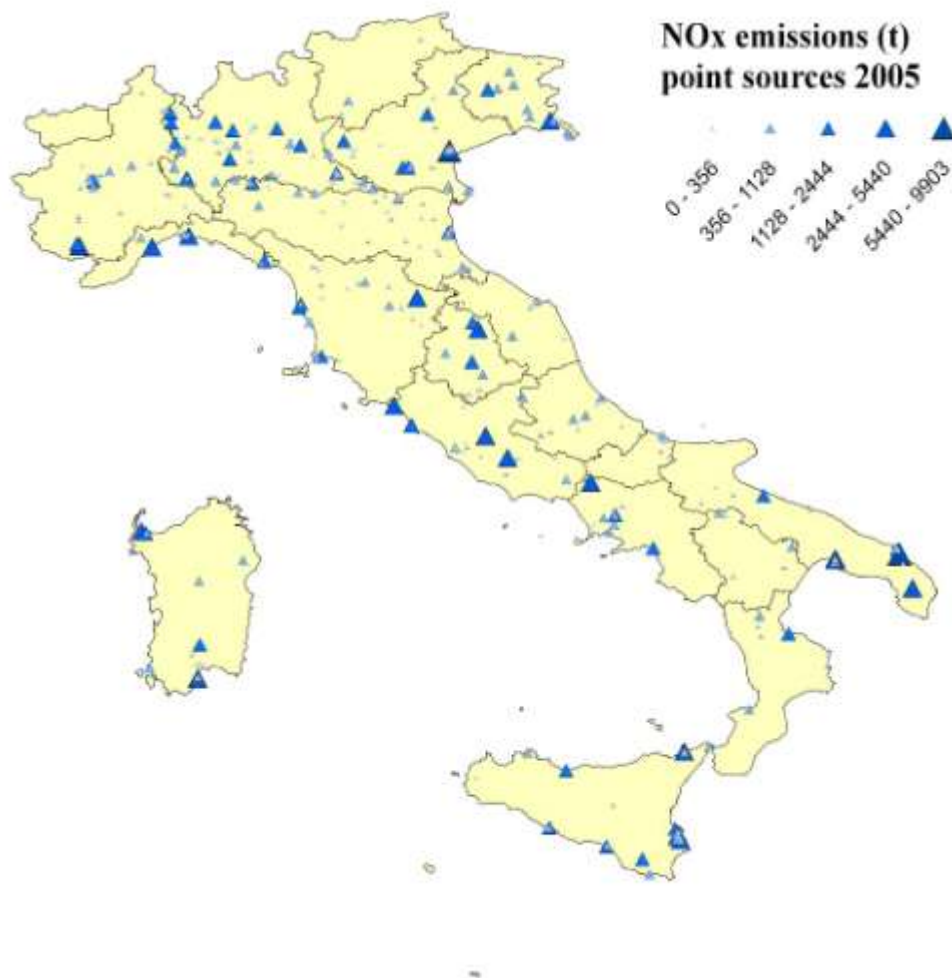 NOx emissions (t)
point sources 2005
0 - 356
356 - 1128
1128 - 2444
2444 - 5440
5440 - 9903